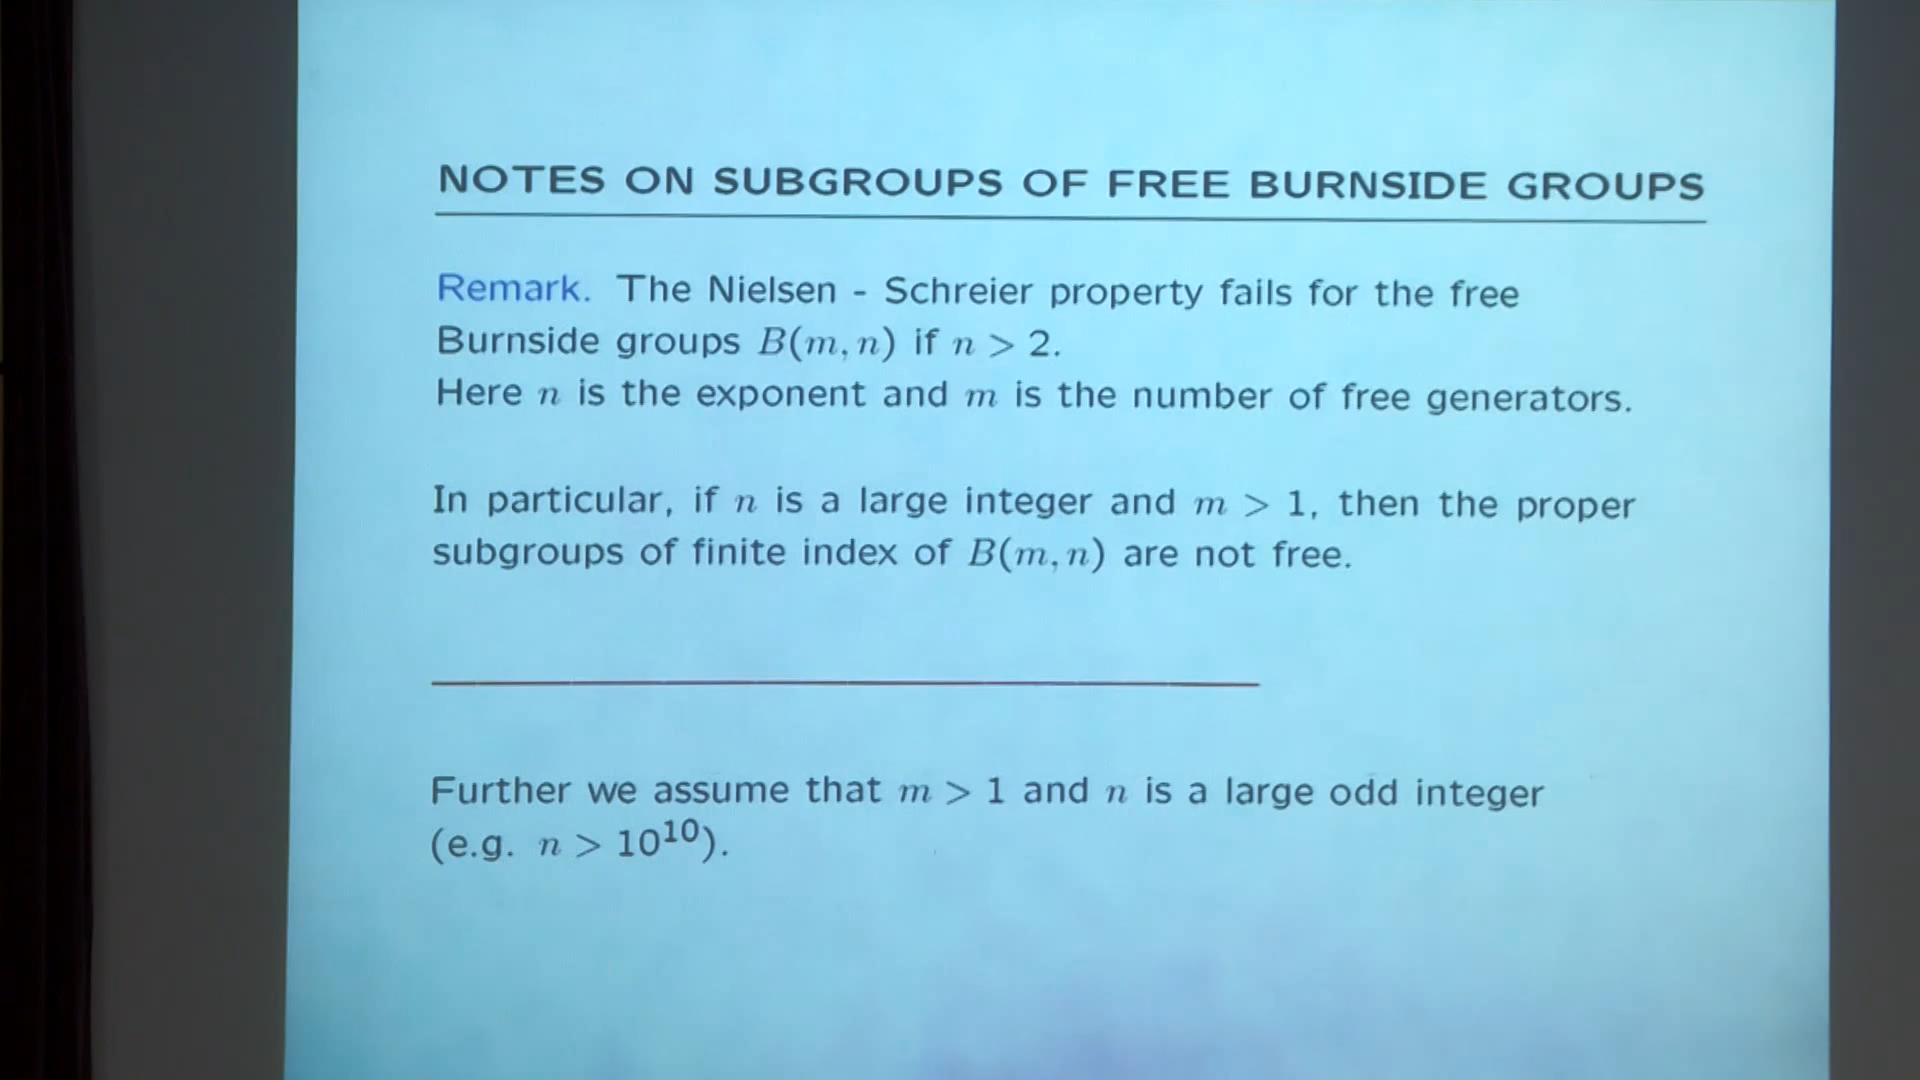 NOTES ON SUBGROUPS OF FREE BURNSIDE GROUPS
Remark. The Nielsen - Schreier property fails for the free
Burnside groups B(m, n) if n > 2.
Here n is the exponent and m is the number of free generators.
In particular, if n is a large integer and m > 1, then the proper
subgroups of finite index of B(m, n) are not free.
Further we assume that m > 1 and n is a large odd integer
(e.g. n > 10^{10}).